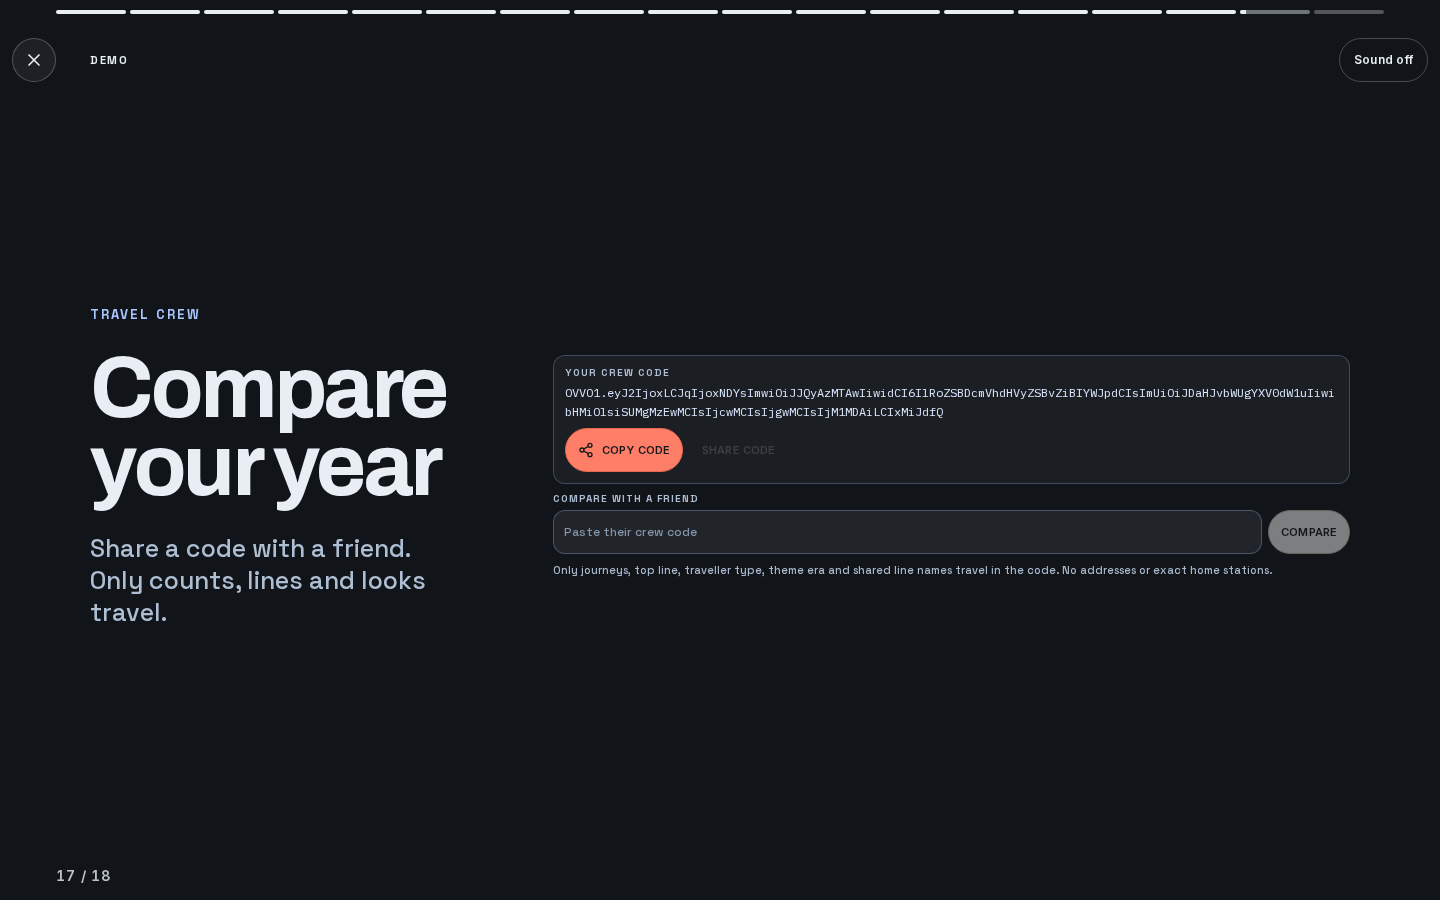 DEMO
Sound off
TRAVEL CREW
Compare
your year
Share a code with a friend.
Only counts, lines and looks
travel.
YOUR CREW CODE
OVVO1.eyJ2IjoxLCJqIjoxNDYsImwiOiJJQyAzMTAwIiwidCI6IlRoZSBDcmVhdHVyZSBvZiBIYWJpdCIsImUiOiJDaHJvbWUgYXV0dW1uIiwi
bHMiOlsiSUMgMzEwMCIsIjcwMCIsIjgwMCIsIjM1MDAiLCIxMiJdfQ
COPY CODE
SHARE CODE
COMPARE WITH A FRIEND
Paste their crew code
COMPARE
Only journeys, top line, traveller type, theme era and shared line names travel in the code. No addresses or exact home stations.
17 / 18